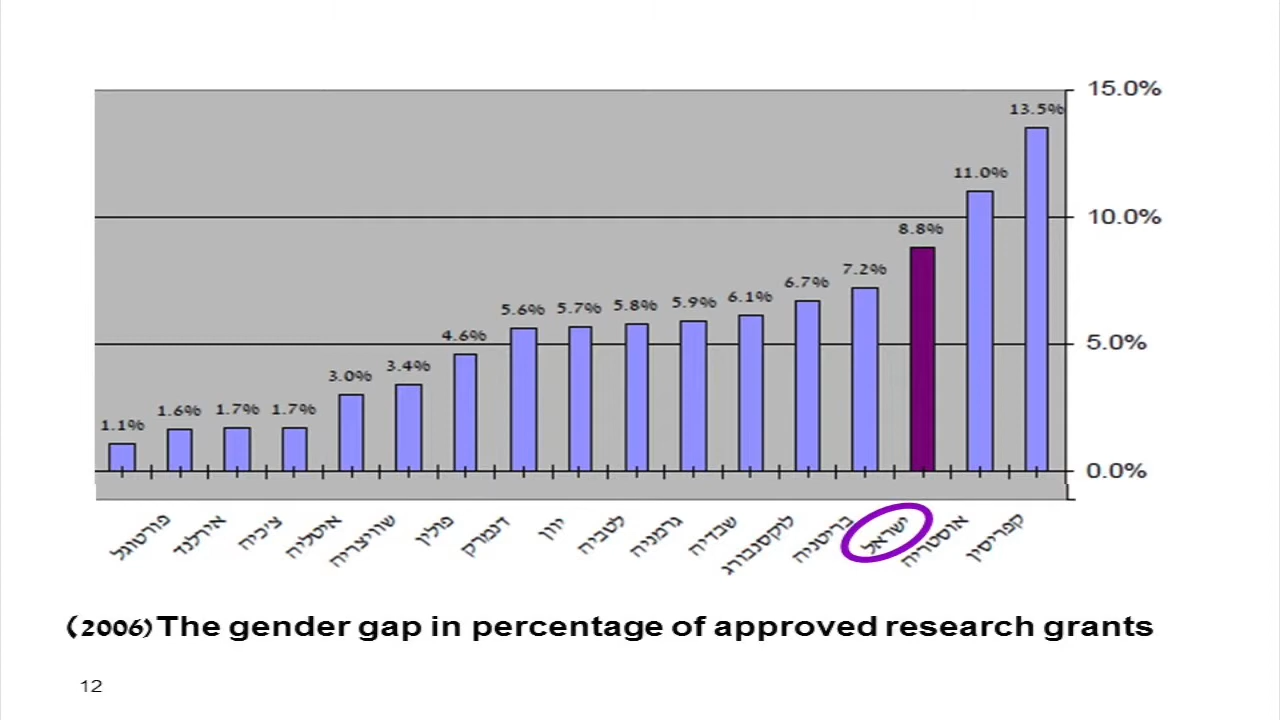 15.0%
13.5%
11.0%
10.0%
8.8%
7.2%
6.7%
6.1%
5.9%
5.8%
5.7%
5.6%
5.0%
4.6%
3.4%
3.0%
1.7%
1.7%
1.6%
1.1%
0.0%
פורטוגל
אירלנד
ציכיה
איסליה
שוויצריה
פולין
דנמרק
יוון
לטביה
גרמניה
שבדיה
לוקסנבורג
בריטניה
ישראל
אוסטריה
קפריסין
(2006) The gender gap in percentage of approved research grants
12